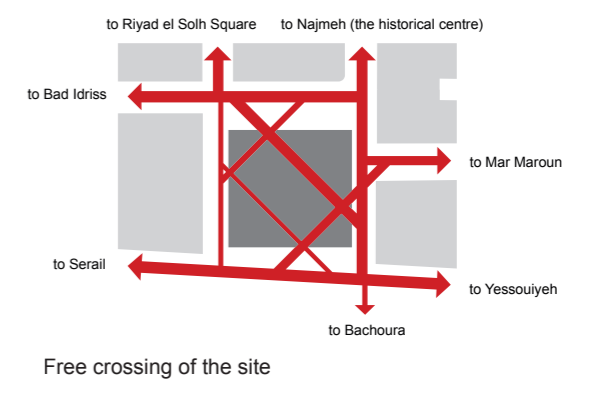 to Riyad el Solh Square
to Najmeh (the historical centre)
to Bad Idriss
to Mar Maroun
to Serail
to Yessouiyeh
to Bachoura
Free crossing of the site